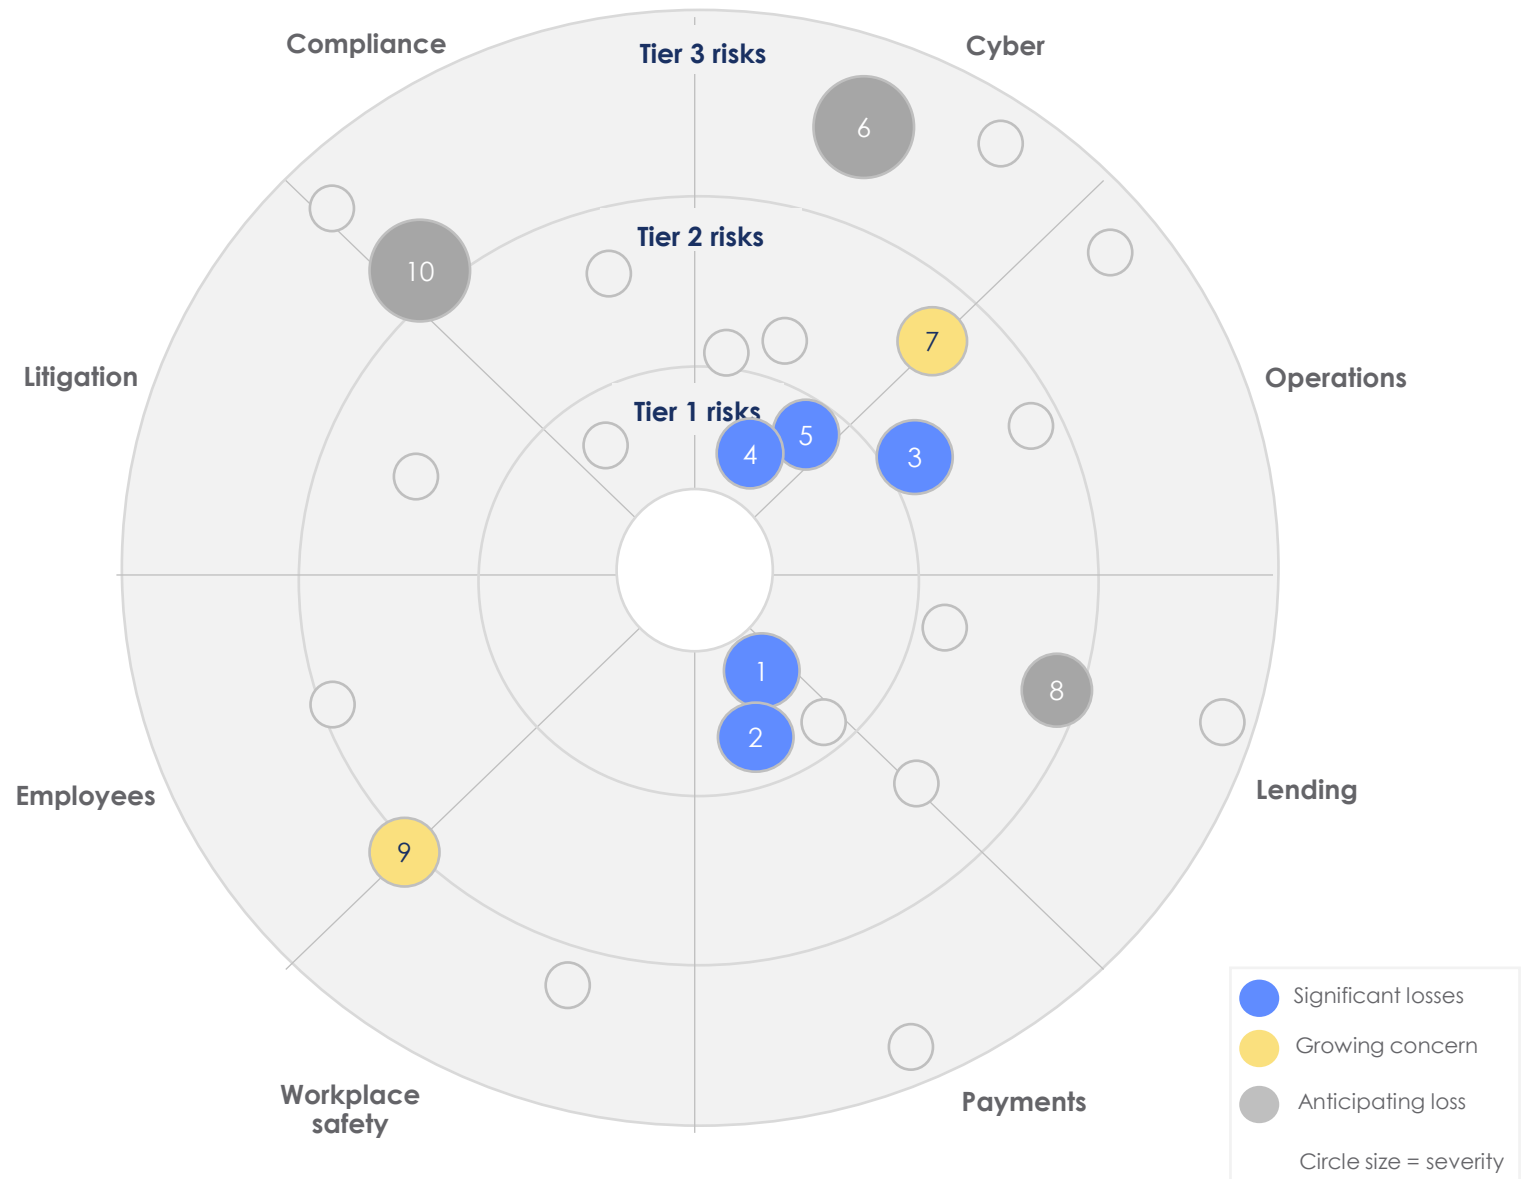 Compliance
Tier 3 risks
Cyber
6
Tier 2 risks
10
7
Litigation
Operations
Tier 1 risks
4
5
3
1
8
2
Employees
Lending
9
Workplace
safety
Payments
Significant losses
Growing concern
Anticipating loss
Circle size = severity